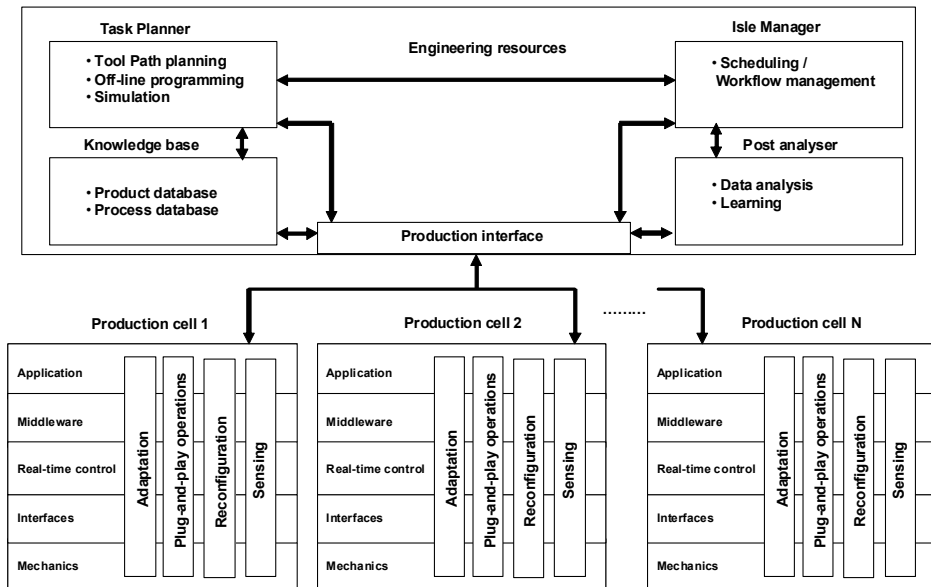 Task Planner
Engineering resources
Isle Manager
• Tool Path planning
• Off-line programming
• Simulation
• Scheduling /
Workflow management
Knowledge base
Post analyser
• Product database
• Process database
• Data analysis
• Learning
Production interface
Production cell 1
Production cell 2
.........
Production cell N
Application
Middleware
Real-time control
Interfaces
Mechanics
Adaptation
Plug-and-play operations
Reconfiguration
Sensing
Application
Middleware
Real-time control
Interfaces
Mechanics
Adaptation
Plug-and-play operations
Reconfiguration
Sensing
Application
Middleware
Real-time control
Interfaces
Mechanics
Adaptation
Plug-and-play operations
Reconfiguration
Sensing